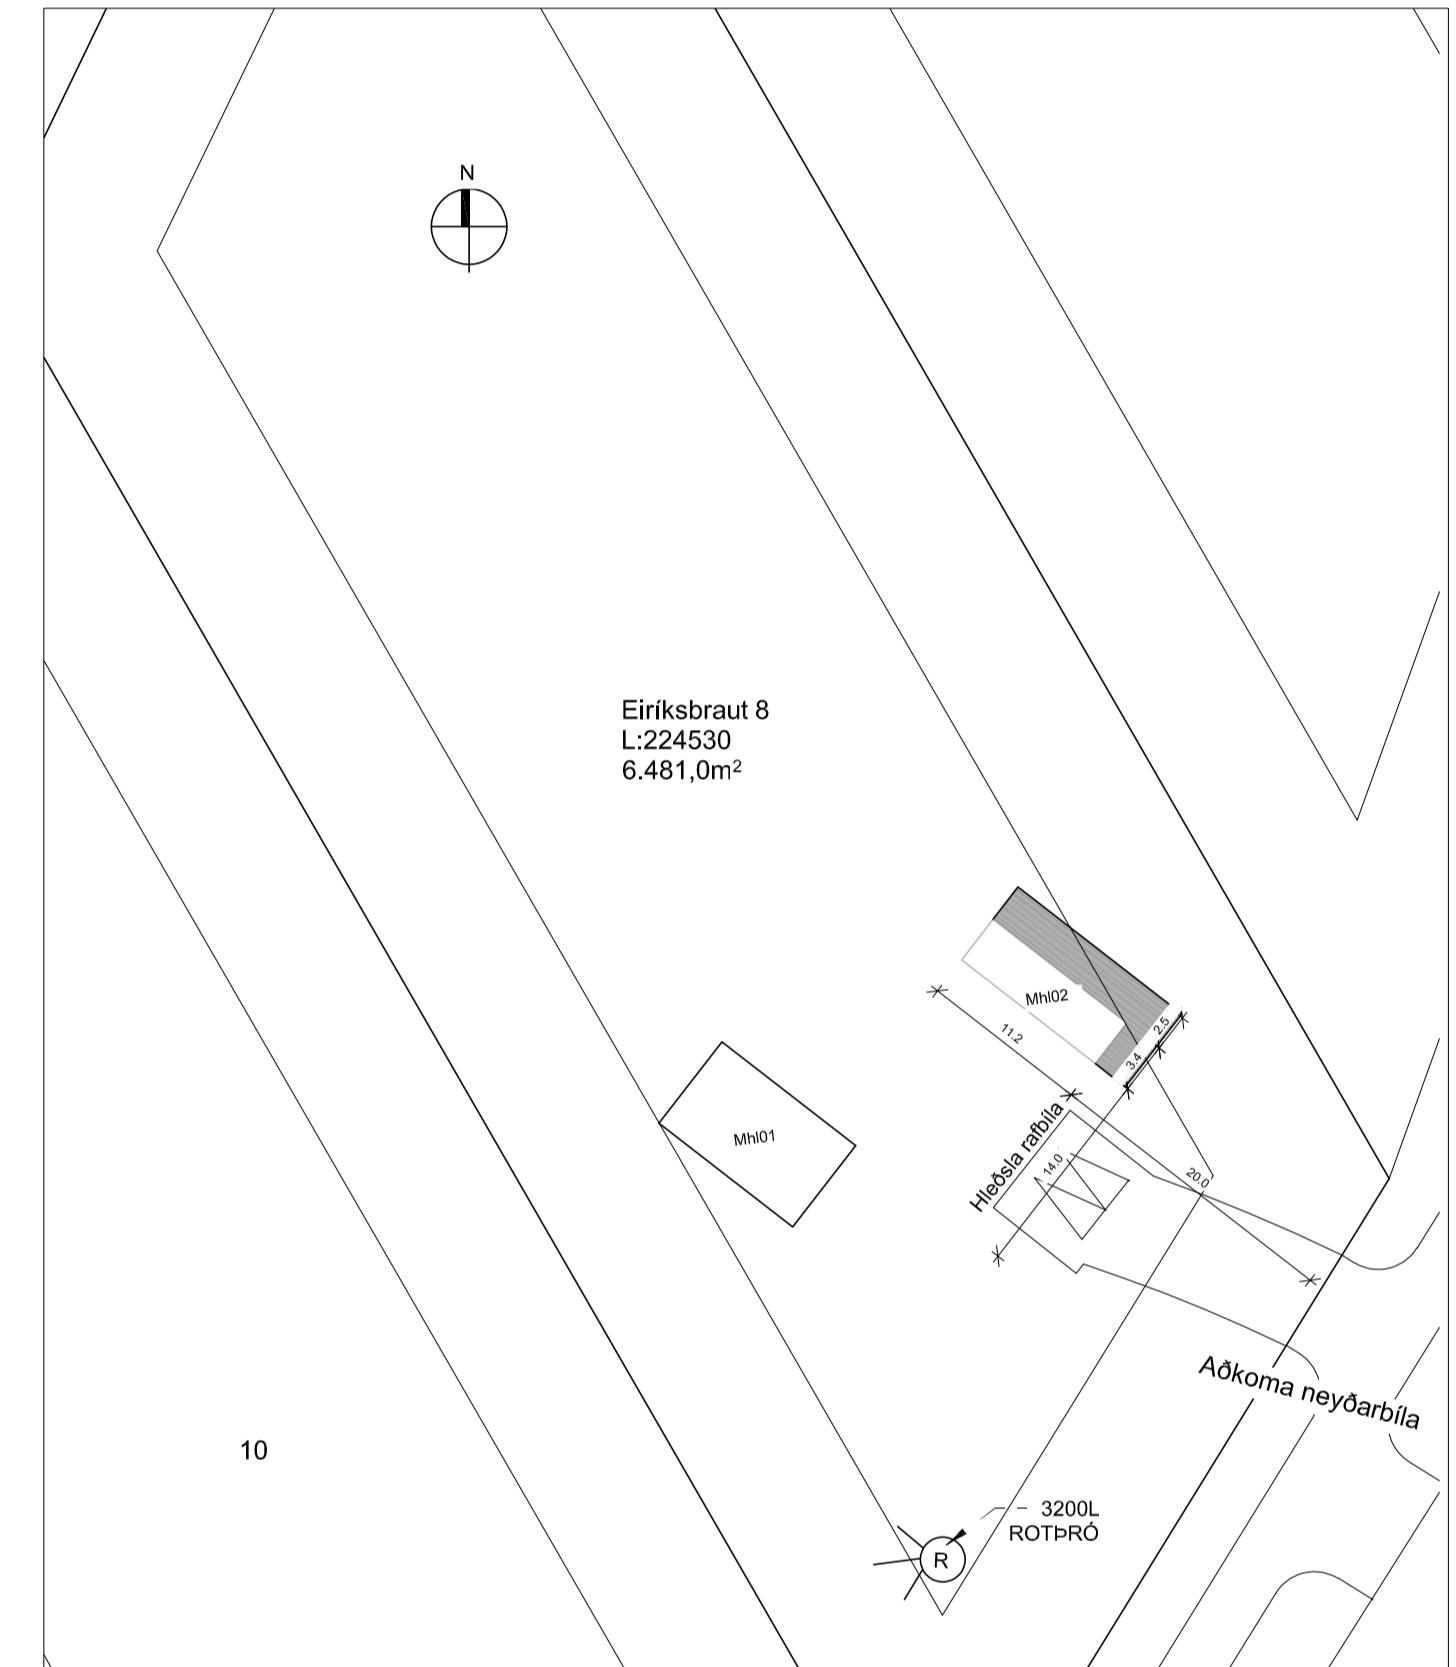 N
Eiríksbraut 8
L:224530
6.481,0m²
Mhl02
11.2
2.5
3.4
Mhl01
Hleðsla rafbíla
14.0
20.0
Aðkoma neyðarbíla
10
3200L
ROTÞRÓ
R